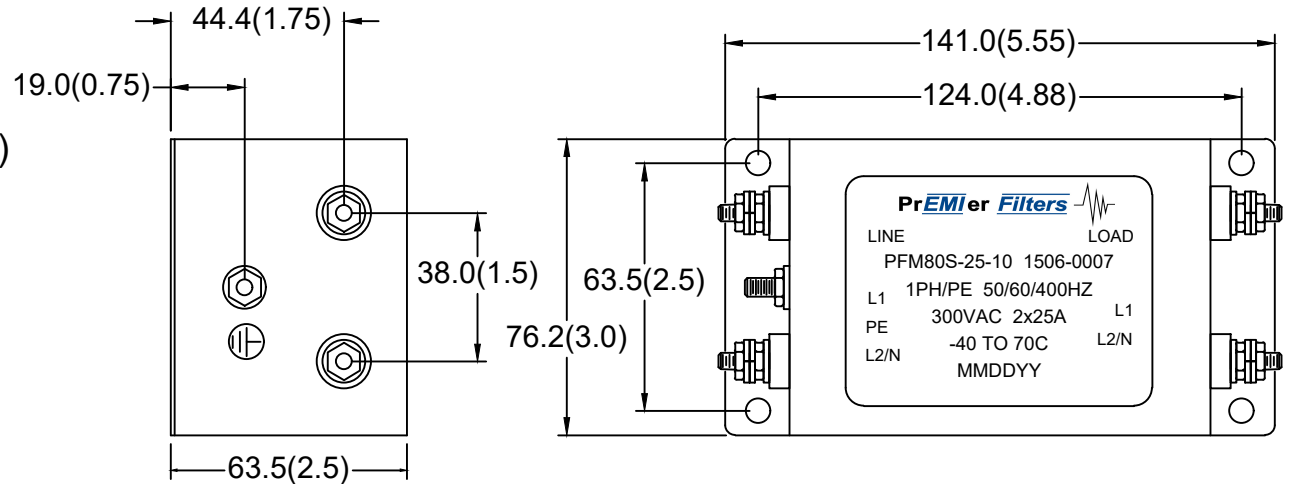 44.4(1.75)
19.0(0.75)
)
38.0(1.5)
63.5(2.5)
141.0(5.55)
124.0(4.88)
63.5(2.5)
76.2(3.0)
PrEMIer Filters
LINE LOAD
PFM80S-25-10 1506-0007
1PH/PE 50/60/400HZ
L1 L1
300VAC 2x25A
PE
-40 TO 70C
L2/N L2/N
MMDDYY